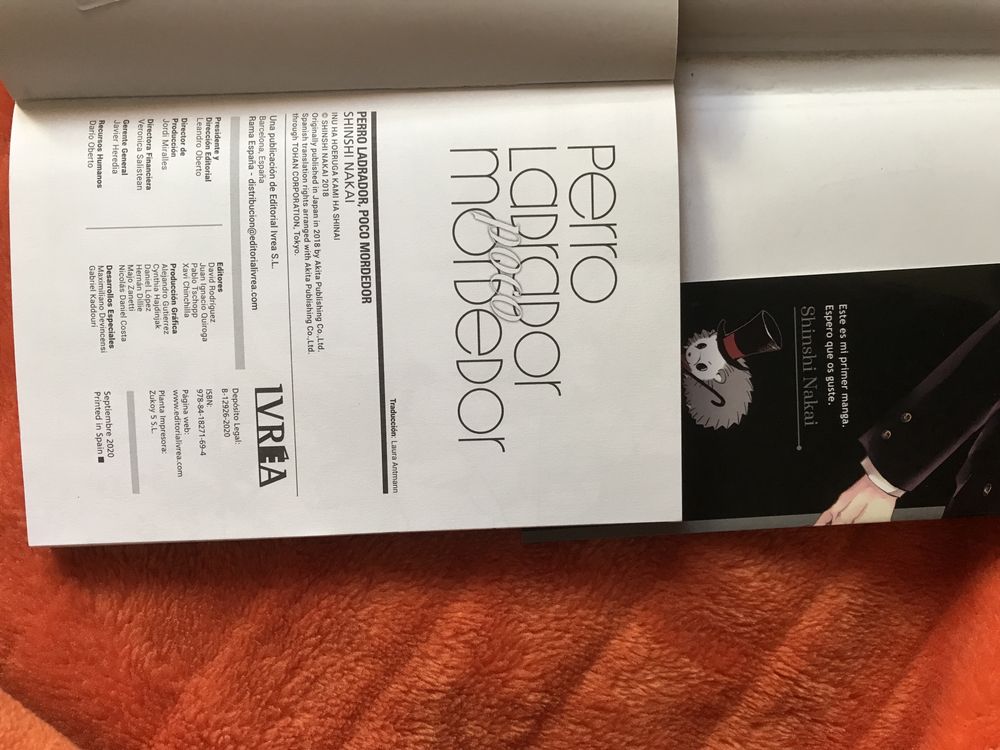 Perro
Ladrador
poco
mordedor
Traducción: Laura Antmann
PERRO LADRADOR, POCO MORDEDOR
SHINSHI NAKAI
INU HA HOERUGA KAMI HA SHINAI
© SHINSHI NAKAI 2018
Originally published in Japan in 2018 by Akita Publishing Co., Ltd.
Spanish translation rights arranged with Akita Publishing Co., Ltd.
through TOHAN CORPORATION, Tokyo.
Una publicación de Editorial Ivrea S.L.
Barcelona, España
Rama España - distribucion@editorialivrea.com
IVREA
Presidente y
Dirección Editorial
Leandro Oberto
Director de
Producción
Jordi Miralles
Directora Financiera
Veronica Salistean
Gerente General
Javier Heredia
Recursos Humanos
Darío Oberto
Editores
David Rodríguez
Juan Ignacio Quiroga
Pablo Tschopp
Xavi Chinchilla
Producción Gráfica
Alejandro Gutierrez
Cynthia Hajdinjak
Daniel López
Hernán Dillie
Majo Zanetti
Nicolás Daniel Costa
Desarrollos Especiales
Maximiliano Devincensi
Gabriel Kaddouri
Depósito Legal:
B-12926-2020
ISBN:
978-84-18271-69-4
Página web:
www.editorialivrea.com
Planta Impresora:
Zukoy 5 S.L.
Septiembre 2020
Printed in Spain
Este es mi primer manga.
Espero que os guste.
Shinshi Nakai